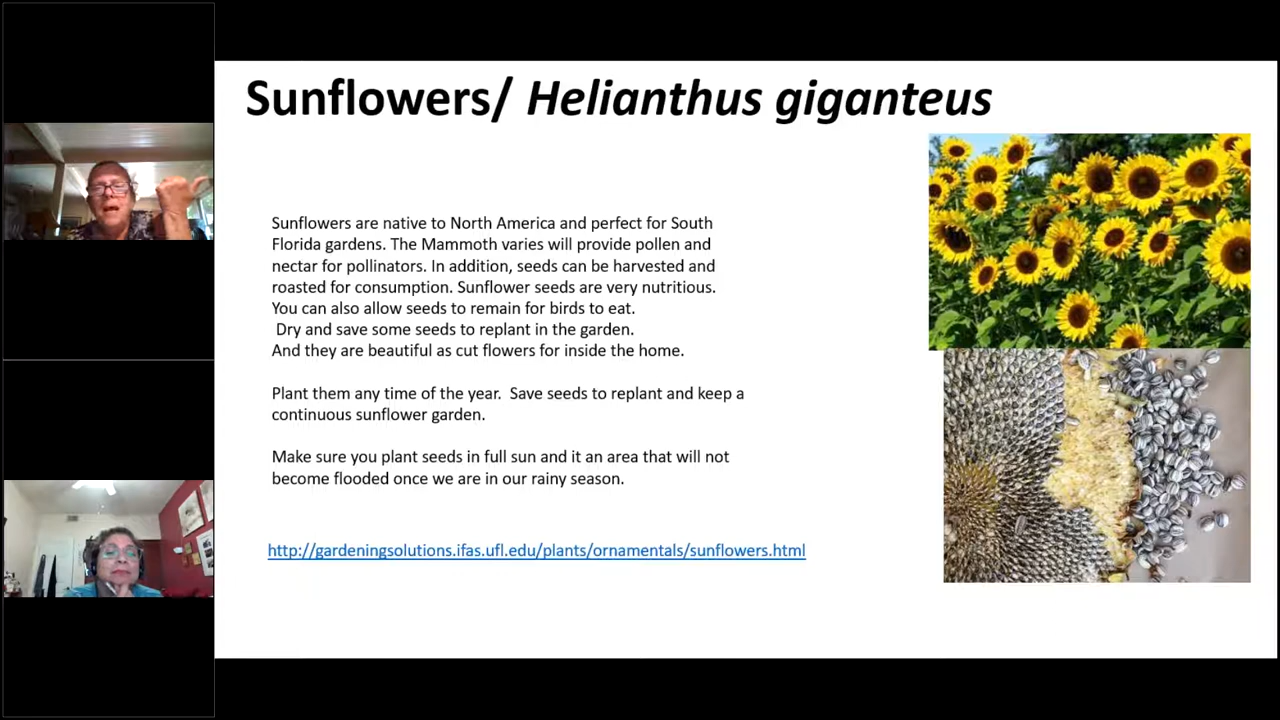 Sunflowers/ Helianthus giganteus
Sunflowers are native to North America and perfect for South
Florida gardens. The Mammoth varies will provide pollen and
nectar for pollinators. In addition, seeds can be harvested and
roasted for consumption. Sunflower seeds are very nutritious.
You can also allow seeds to remain for birds to eat.
Dry and save some seeds to replant in the garden.
And they are beautiful as cut flowers for inside the home.
Plant them any time of the year.  Save seeds to replant and keep a
continuous sunflower garden.
Make sure you plant seeds in full sun and it an area that will not
become flooded once we are in our rainy season.
http://gardeningsolutions.ifas.ufl.edu/plants/ornamentals/sunflowers.html